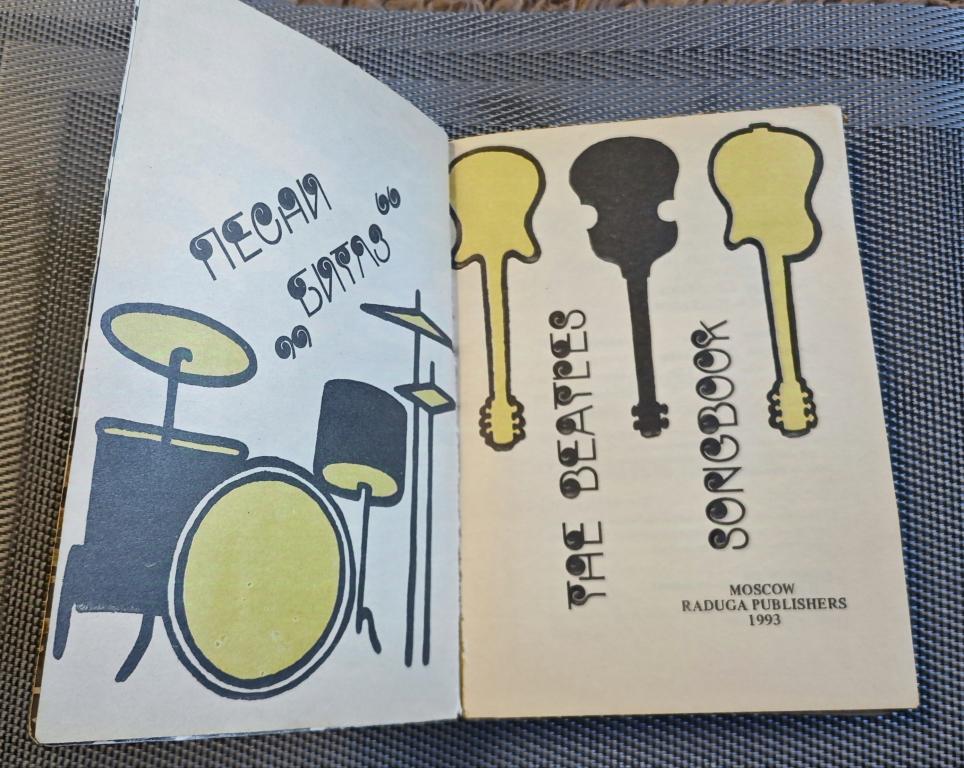 ПЕСНИ
„БИТЛЗ“
THE BEATLES
SONGBOOK
MOSCOW
RADUGA PUBLISHERS
1993